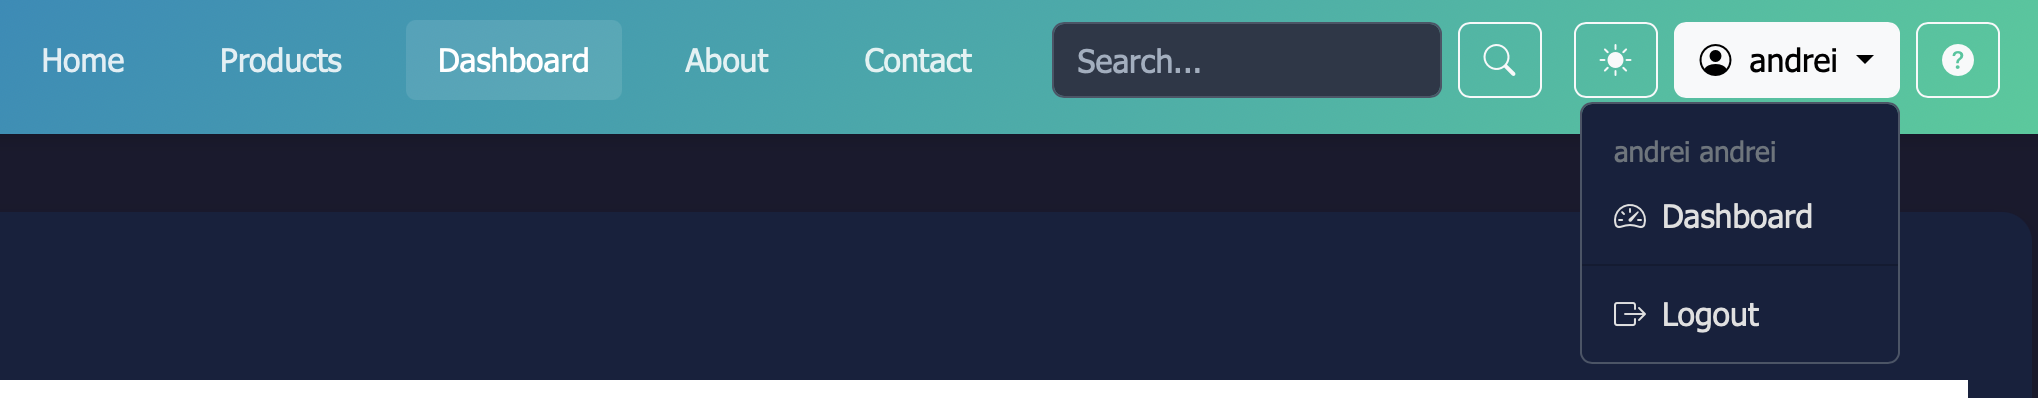 Home Products Dashboard About Contact Search... andrei ?
andrei andrei
Dashboard
Logout